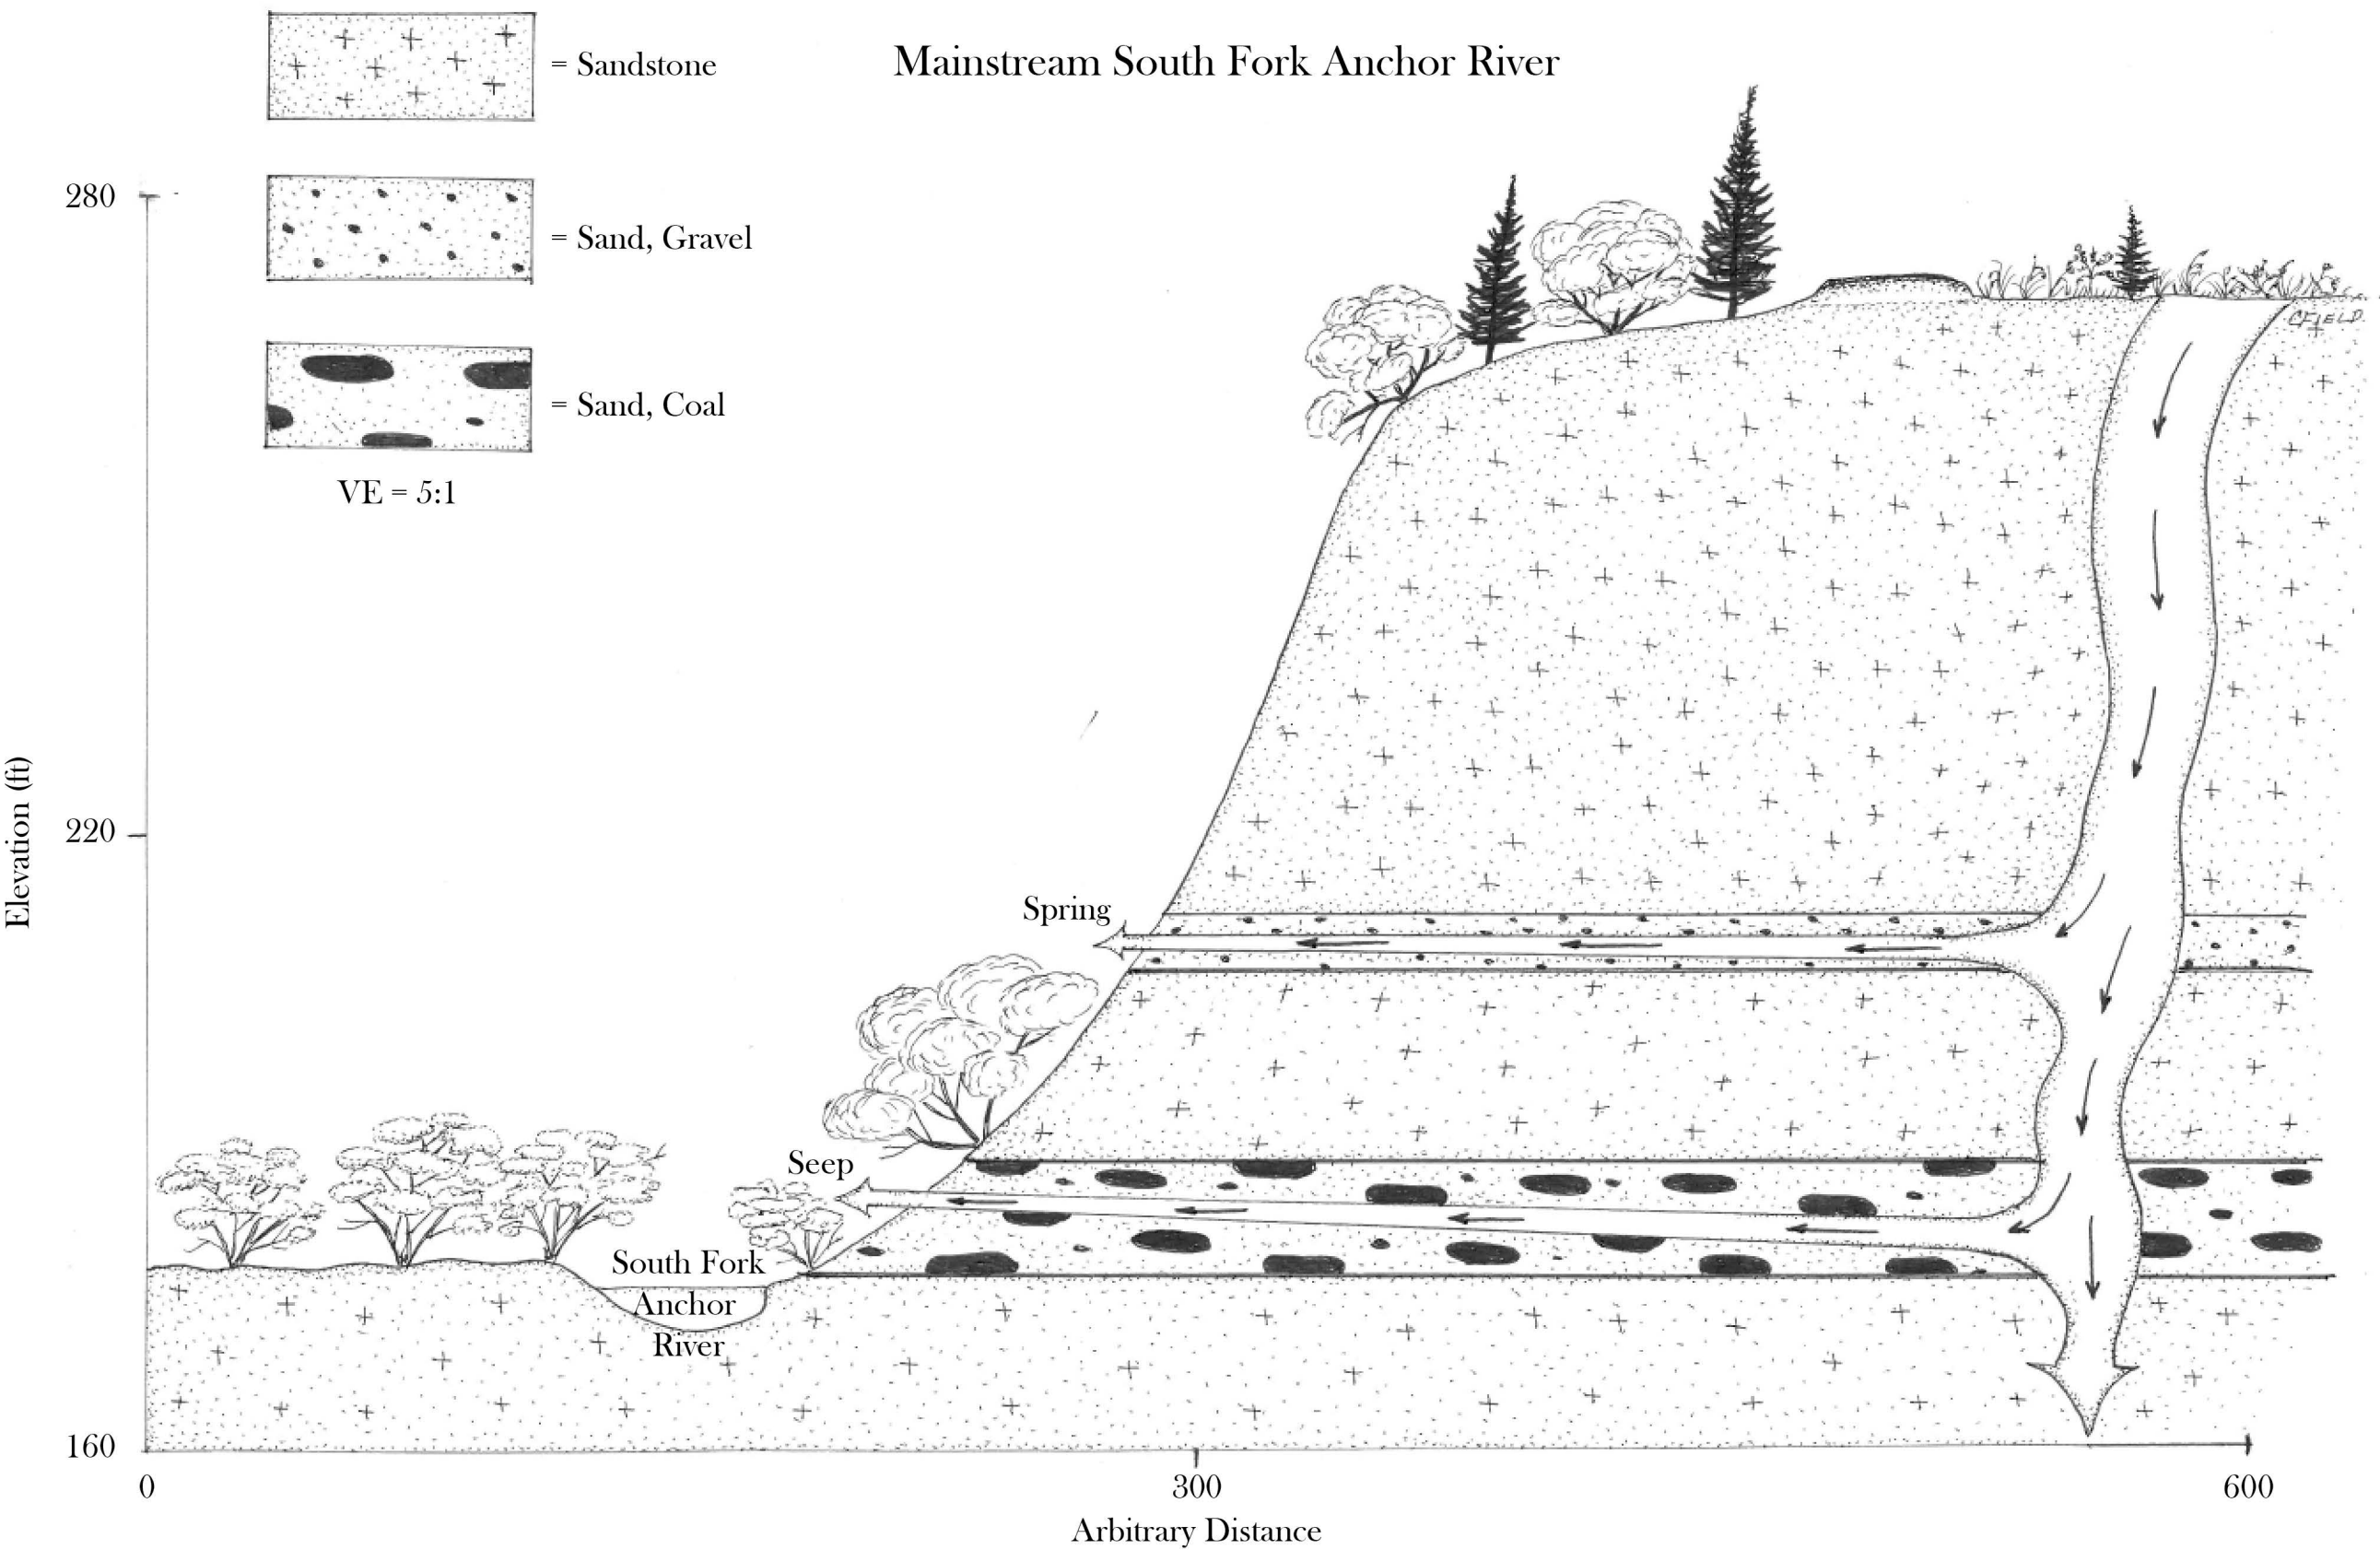 Mainstream South Fork Anchor River
= Sandstone
= Sand, Gravel
= Sand, Coal
VE = 5:1
280
220
160
Elevation (ft)
CFIELD
Spring
Seep
South Fork
Anchor
River
0
300
600
Arbitrary Distance